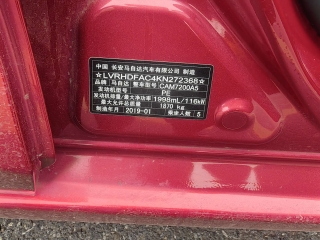 中国 长安马自达汽车有限公司 制造
★LVRHDFAC4KN272368★
品牌 马自达 整车型号 CAM7200A5
发动机型号 PE
发动机排量/最大净功率 1998mL/116kW
最大允许总质量 1870 kg
制造年月 2019-01 乘坐人数 5